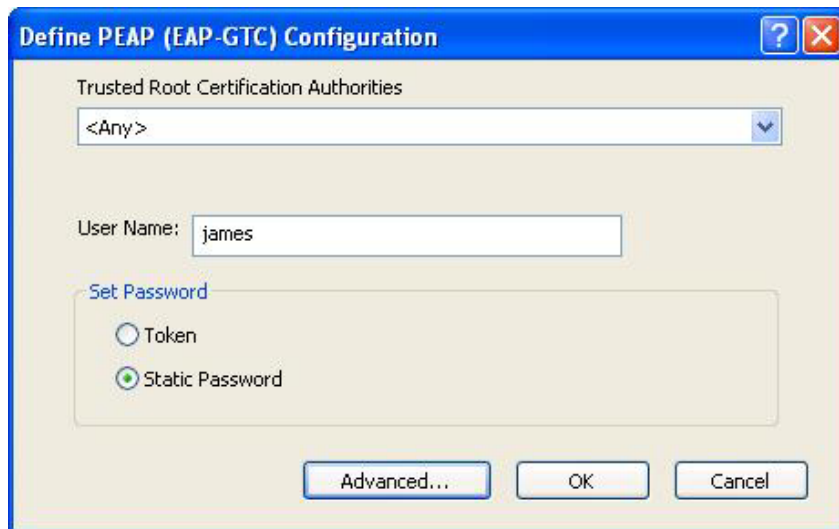 Define PEAP (EAP-GTC) Configuration
Trusted Root Certification Authorities
<Any>
User Name: james
Set Password
Token
Static Password
Advanced... OK Cancel